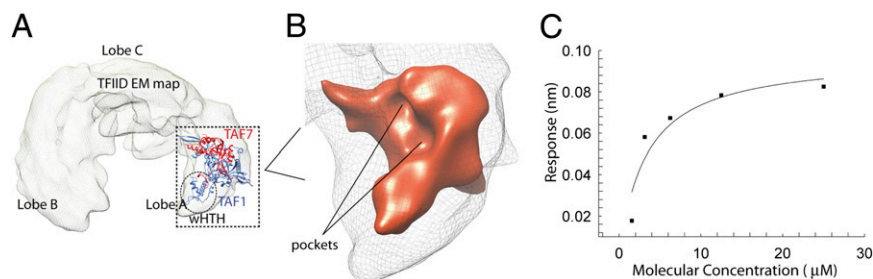 A
Lobe C
TFIID EM map
TAF7
Lobe A
TAF1
wHTH
Lobe B
B
pockets
C
Response (nm)
0.10
0.08
0.06
0.04
0.02
0 10 20 30
Molecular Concentration ( μM)